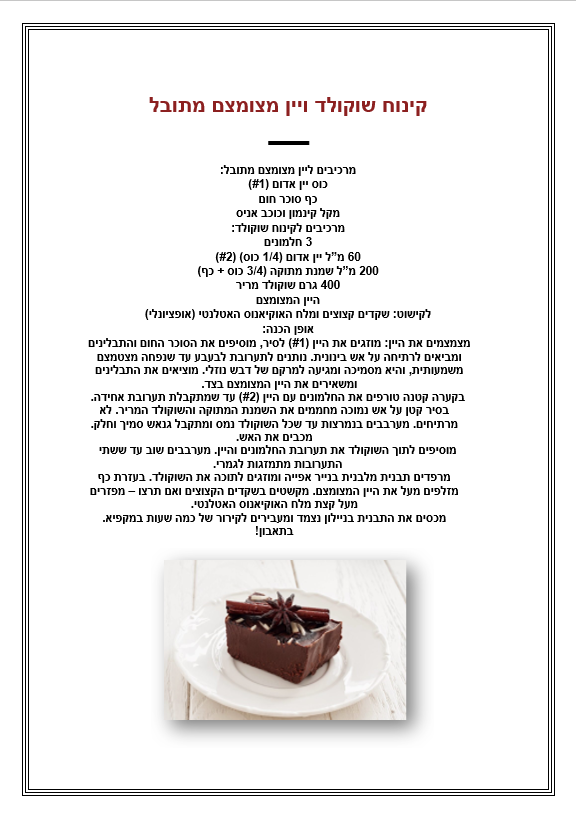 קינוח שוקולד ויין מצומצם מתובל
מרכיבים ליין מצומצם מתובל:
כוס יין אדום (#1)
כף סוכר חום
מקל קינמון וכוכב אניס
מרכיבים לקינוח שוקולד:
3 חלמונים
60 מ"ל יין אדום (1/4 כוס) (#2)
200 מ"ל שמנת מתוקה (3/4 כוס + כף)
400 גרם שוקולד מריר
היין המצומצם
לקישוט: שקדים קצוצים ומלח האוקיאנוס האטלנטי (אופציונלי)
אופן הכנה:
מצמצמים את היין: מוזגים את היין (#1) לסיר, מוסיפים את הסוכר החום והתבלינים
ומביאים לרתיחה על אש בינונית. נותנים לתערובת לבעבע עד שנפחה מצטמצם
משמעותית, והיא מסמיכה ומגיעה למרקם של דבש נוזלי. מוציאים את התבלינים
ומשאירים את היין המצומצם בצד.
בקערה קטנה טורפים את החלמונים עם היין (#2) עד שמתקבלת תערובת אחידה.
בסיר קטן על אש נמוכה מחממים את השמנת המתוקה והשוקולד המריר. לא
מרתיחים. מערבבים בנמרצות עד שכל השוקולד נמס ומתקבל גנאש סמיך וחלק.
מכבים את האש.
מוסיפים לתוך השוקולד את תערובת החלמונים והיין. מערבבים שוב עד ששתי
התערובות מתמזגות לגמרי.
מרפדים תבנית מלבנית בנייר אפייה ומוזגים לתוכה את השוקולד. בעזרת כף
מזלפים מעל את היין המצומצם. מקשטים בשקדים הקצוצים ואם תרצו – מפזרים
מעל קצת מלח האוקיאנוס האטלנטי.
מכסים את התבנית בניילון נצמד ומעבירים לקירור של כמה שעות במקפיא.
בתאבון!